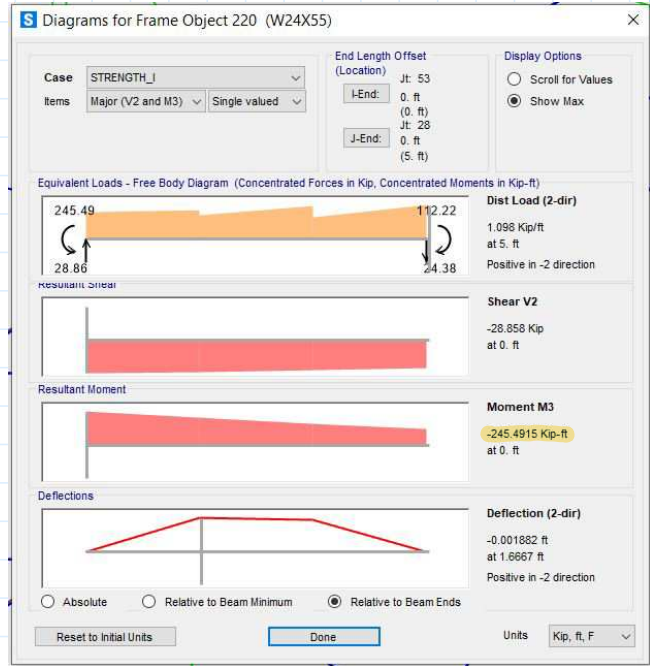 S Diagrams for Frame Object 220 (W24X55)
Case STRENGTH_I
Items Major (V2 and M3) Single valued
End Length Offset
(Location)
Jt: 53
I-End: 0. ft
(0. ft)
Jt: 28
J-End: 0. ft
(5. ft)
Display Options
Scroll for Values
Show Max
Equivalent Loads - Free Body Diagram (Concentrated Forces in Kip, Concentrated Moments in Kip-ft)
245.49 112.22
28.86 24.38
Dist Load (2-dir)
1.098 Kip/ft
at 5. ft
Positive in -2 direction
Resultant Shear
Shear V2
-28.858 Kip
at 0. ft
Resultant Moment
Moment M3
-245.4915 Kip-ft
at 0. ft
Deflections
Deflection (2-dir)
-0.001882 ft
at 1.6667 ft
Positive in -2 direction
Absolute Relative to Beam Minimum Relative to Beam Ends
Reset to Initial Units Done Units Kip, ft, F